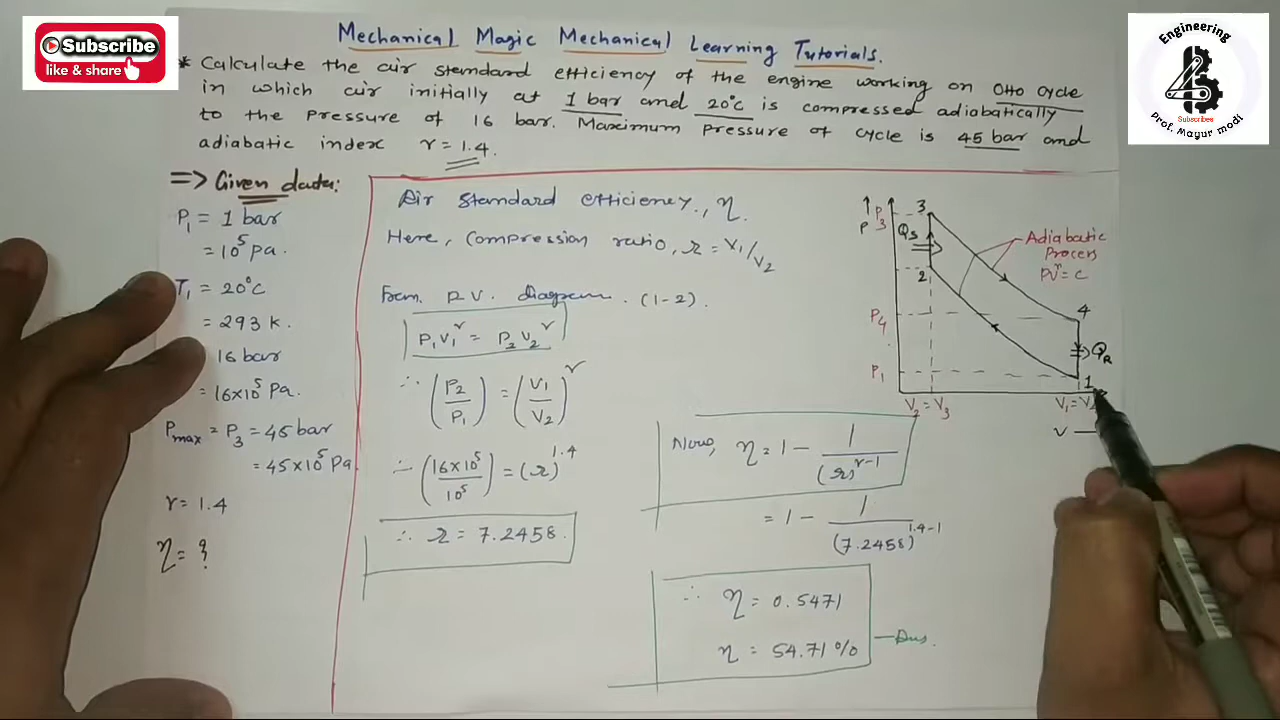 Subscribe
like & share
Mechanical Magic Mechanical Learning Tutorials.
Engineering
Subscribes
Prof. Mayur modi
* Calculate the air standard efficiency of the engine working on Otto cycle
in which air initially at 1 bar and 20°C is compressed adiabatically
to the pressure of 16 bar. Maximum pressure of cycle is 45 bar and
adiabatic index r = 1.4.
=> Given data:
P1 = 1 bar
= 10^5 pa.
T1 = 20°C
= 293 k.
16 bar
= 16×10^5 Pa.
Pmax = P3 = 45 bar
= 45×10^5 Pa
r = 1.4
η = ?
Air standard efficiency, η.
Here, Compression ratio, r = V1/V2
From P.V. diagram. (1-2).
P1V1^r = P2V2^r
∴ (P2/P1) = (V1/V2)^r
∴ (16×10^5/10^5) = (r)^1.4
∴ r = 7.2458.
Now, η = 1 - 1/(r)^r-1
= 1 - 1/(7.2458)^1.4-1
∴ η = 0.5471
η = 54.71 %
Ans.
P
P3
3
Qs
Adiabatic
Process
PV^r = C
2
P4
4
QR
P1
1
V2 = V3
V1 =
V